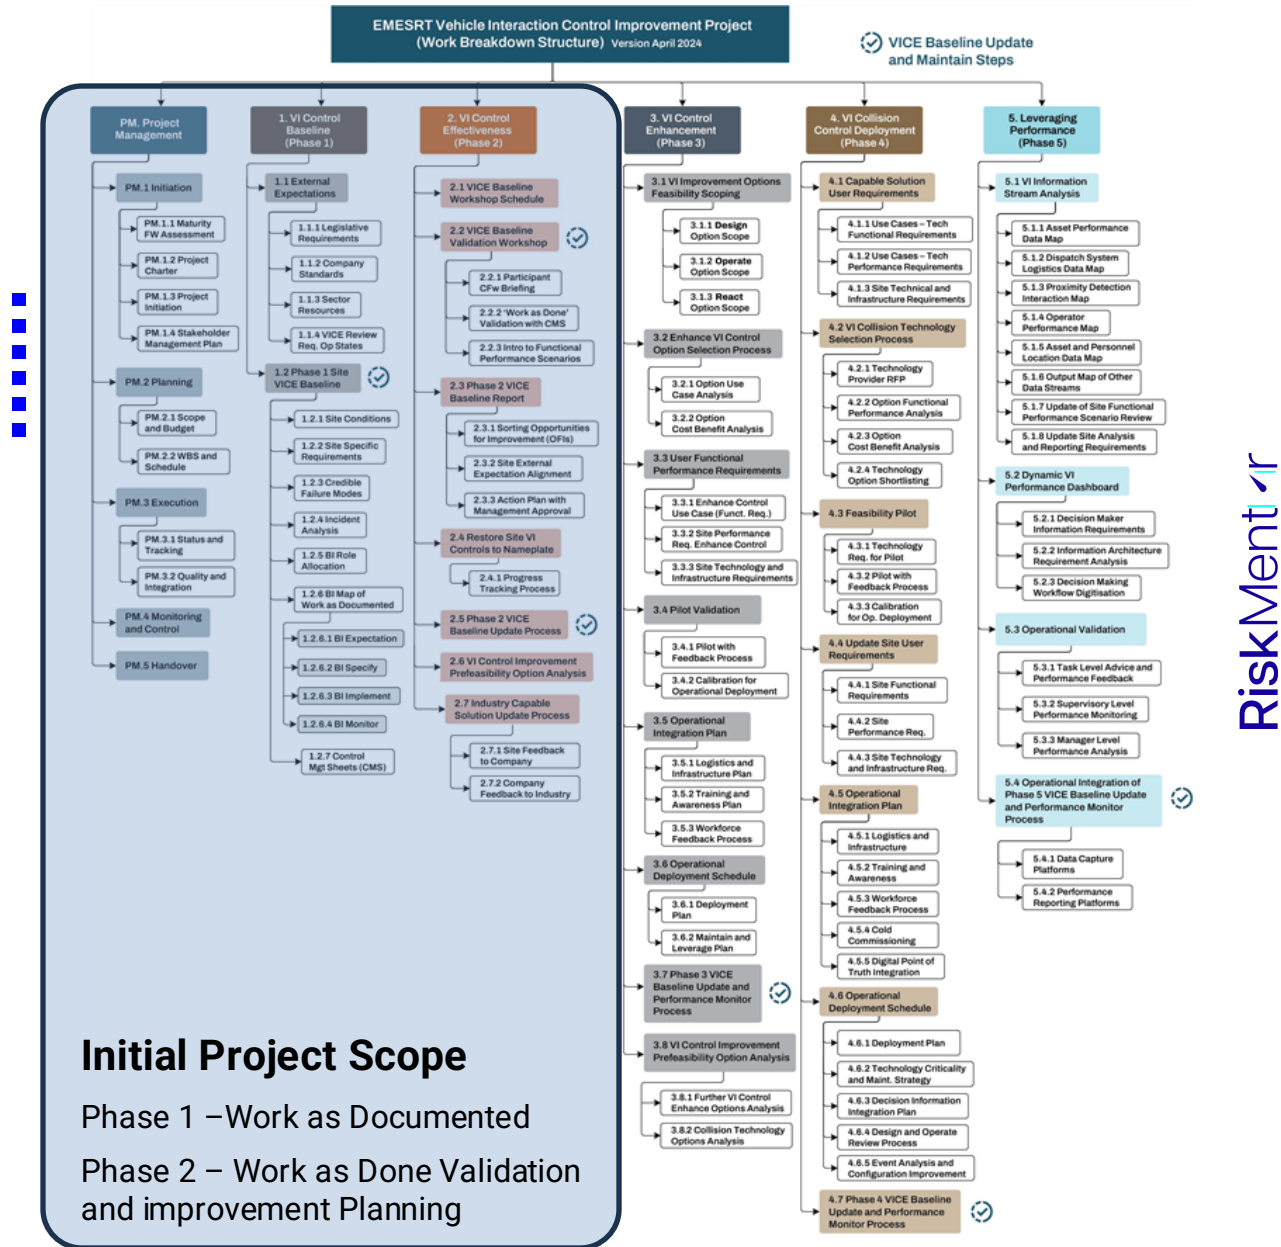 EMESRT Vehicle Interaction Control Improvement Project
(Work Breakdown Structure) Version April 2024
VICE Baseline Update
and Maintain Steps
PM. Project
Management
PM.1 Initiation
PM.1.1 Maturity
FW Assessment
PM.1.2 Project
Charter
PM.1.3 Project
Initiation
PM.1.4 Stakeholder
Management Plan
PM.2 Planning
PM.2.1 Scope
and Budget
PM.2.2 WBS and
Schedule
PM.3 Execution
PM.3.1 Status and
Tracking
PM.3.2 Quality and
Integration
PM.4 Monitoring
and Control
PM.5 Handover
1. VI Control
Baseline
(Phase 1)
1.1 External
Expectations
1.1.1 Legislative
Requirements
1.1.2 Company
Standards
1.1.3 Sector
Resources
1.1.4 VICE Review
Req. Op States
1.2 Phase 1 Site
VICE Baseline
1.2.1 Site Conditions
1.2.2 Site Specific
Requirements
1.2.3 Credible
Failure Modes
1.2.4 Incident
Analysis
1.2.5 BI Role
Allocation
1.2.6 BI Map of
Work as Documented
1.2.6.1 BI Expectation
1.2.6.2 BI Specify
1.2.6.3 BI Implement
1.2.6.4 BI Monitor
1.2.7 Control
Mgt Sheets (CMS)
2. VI Control
Effectiveness
(Phase 2)
2.1 VICE Baseline
Workshop Schedule
2.2 VICE Baseline
Validation Workshop
2.2.1 Participant
CFw Briefing
2.2.2 'Work as Done'
Validation with CMS
2.2.3 Intro to Functional
Performance Scenarios
2.3 Phase 2 VICE
Baseline Report
2.3.1 Sorting Opportunities
for Improvement (OFIs)
2.3.2 Site External
Expectation Alignment
2.3.3 Action Plan with
Management Approval
2.4 Restore Site VI
Controls to Nameplate
2.4.1 Progress
Tracking Process
2.5 Phase 2 VICE
Baseline Update Process
2.6 VI Control Improvement
Prefeasibility Option Analysis
2.7 Industry Capable
Solution Update Process
2.7.1 Site Feedback
to Company
2.7.2 Company
Feedback to Industry
3. VI Control
Enhancement
(Phase 3)
3.1 VI Improvement Options
Feasibility Scoping
3.1.1 Design
Option Scope
3.1.2 Operate
Option Scope
3.1.3 React
Option Scope
3.2 Enhance VI Control
Option Selection Process
3.2.1 Option Use
Case Analysis
3.2.2 Option
Cost Benefit Analysis
3.3 User Functional
Performance Requirements
3.3.1 Enhance Control
Use Case (Funct. Req.)
3.3.2 Site Performance
Req. Enhance Control
3.3.3 Site Technology and
Infrastructure Requirements
3.4 Pilot Validation
3.4.1 Pilot with
Feedback Process
3.4.2 Calibration for
Operational Deployment
3.5 Operational
Integration Plan
3.5.1 Logistics and
Infrastructure Plan
3.5.2 Training and
Awareness Plan
3.5.3 Workforce
Feedback Process
3.6 Operational
Deployment Schedule
3.6.1 Deployment
Plan
3.6.2 Maintain and
Leverage Plan
3.7 Phase 3 VICE
Baseline Update and
Performance Monitor
Process
3.8 VI Control Improvement
Prefeasibility Option Analysis
3.8.1 Further VI Control
Enhance Options Analysis
3.8.2 Collision Technology
Options Analysis
4. VI Collision
Control Deployment
(Phase 4)
4.1 Capable Solution
User Requirements
4.1.1 Use Cases – Tech
Functional Requirements
4.1.2 Use Cases – Tech
Performance Requirements
4.1.3 Site Technical and
Infrastructure Requirements
4.2 VI Collision Technology
Selection Process
4.2.1 Technology
Provider RFP
4.2.2 Option Functional
Performance Analysis
4.2.3 Option
Cost Benefit Analysis
4.2.4 Technology
Option Shortlisting
4.3 Feasibility Pilot
4.3.1 Technology
Req. for Pilot
4.3.2 Pilot with
Feedback Process
4.3.3 Calibration
for Op. Deployment
4.4 Update Site User
Requirements
4.4.1 Site Functional
Requirements
4.4.2 Site
Performance Req.
4.4.3 Site Technology
and Infrastructure Req.
4.5 Operational
Integration Plan
4.5.1 Logistics and
Infrastructure
4.5.2 Training and
Awareness
4.5.3 Workforce
Feedback Process
4.5.4 Cold
Commissioning
4.5.5 Digital Point of
Truth Integration
4.6 Operational
Deployment Schedule
4.6.1 Deployment Plan
4.6.2 Technology Criticality
and Maint. Strategy
4.6.3 Decision Information
Integration Plan
4.6.4 Design and Operate
Review Process
4.6.5 Event Analysis and
Configuration Improvement
4.7 Phase 4 VICE Baseline
Update and Performance
Monitor Process
5. Leveraging
Performance
(Phase 5)
5.1 VI Information
Stream Analysis
5.1.1 Asset Performance
Data Map
5.1.2 Dispatch System
Logistics Data Map
5.1.3 Proximity Detection
Interaction Map
5.1.4 Operator
Performance Map
5.1.5 Asset and Personnel
Location Data Map
5.1.6 Output Map of Other
Data Streams
5.1.7 Update of Site Functional
Performance Scenario Review
5.1.8 Update Site Analysis
and Reporting Requirements
5.2 Dynamic VI
Performance Dashboard
5.2.1 Decision Maker
Information Requirements
5.2.2 Information Architecture
Requirement Analysis
5.2.3 Decision Making
Workflow Digitisation
5.3 Operational Validation
5.3.1 Task Level Advice and
Performance Feedback
5.3.2 Supervisory Level
Performance Monitoring
5.3.3 Manager Level
Performance Analysis
5.4 Operational Integration of
Phase 5 VICE Baseline Update
and Performance Monitor
Process
5.4.1 Data Capture
Platforms
5.4.2 Performance
Reporting Platforms
Initial Project Scope
Phase 1 –Work as Documented
Phase 2 – Work as Done Validation
and improvement Planning
RiskMentor